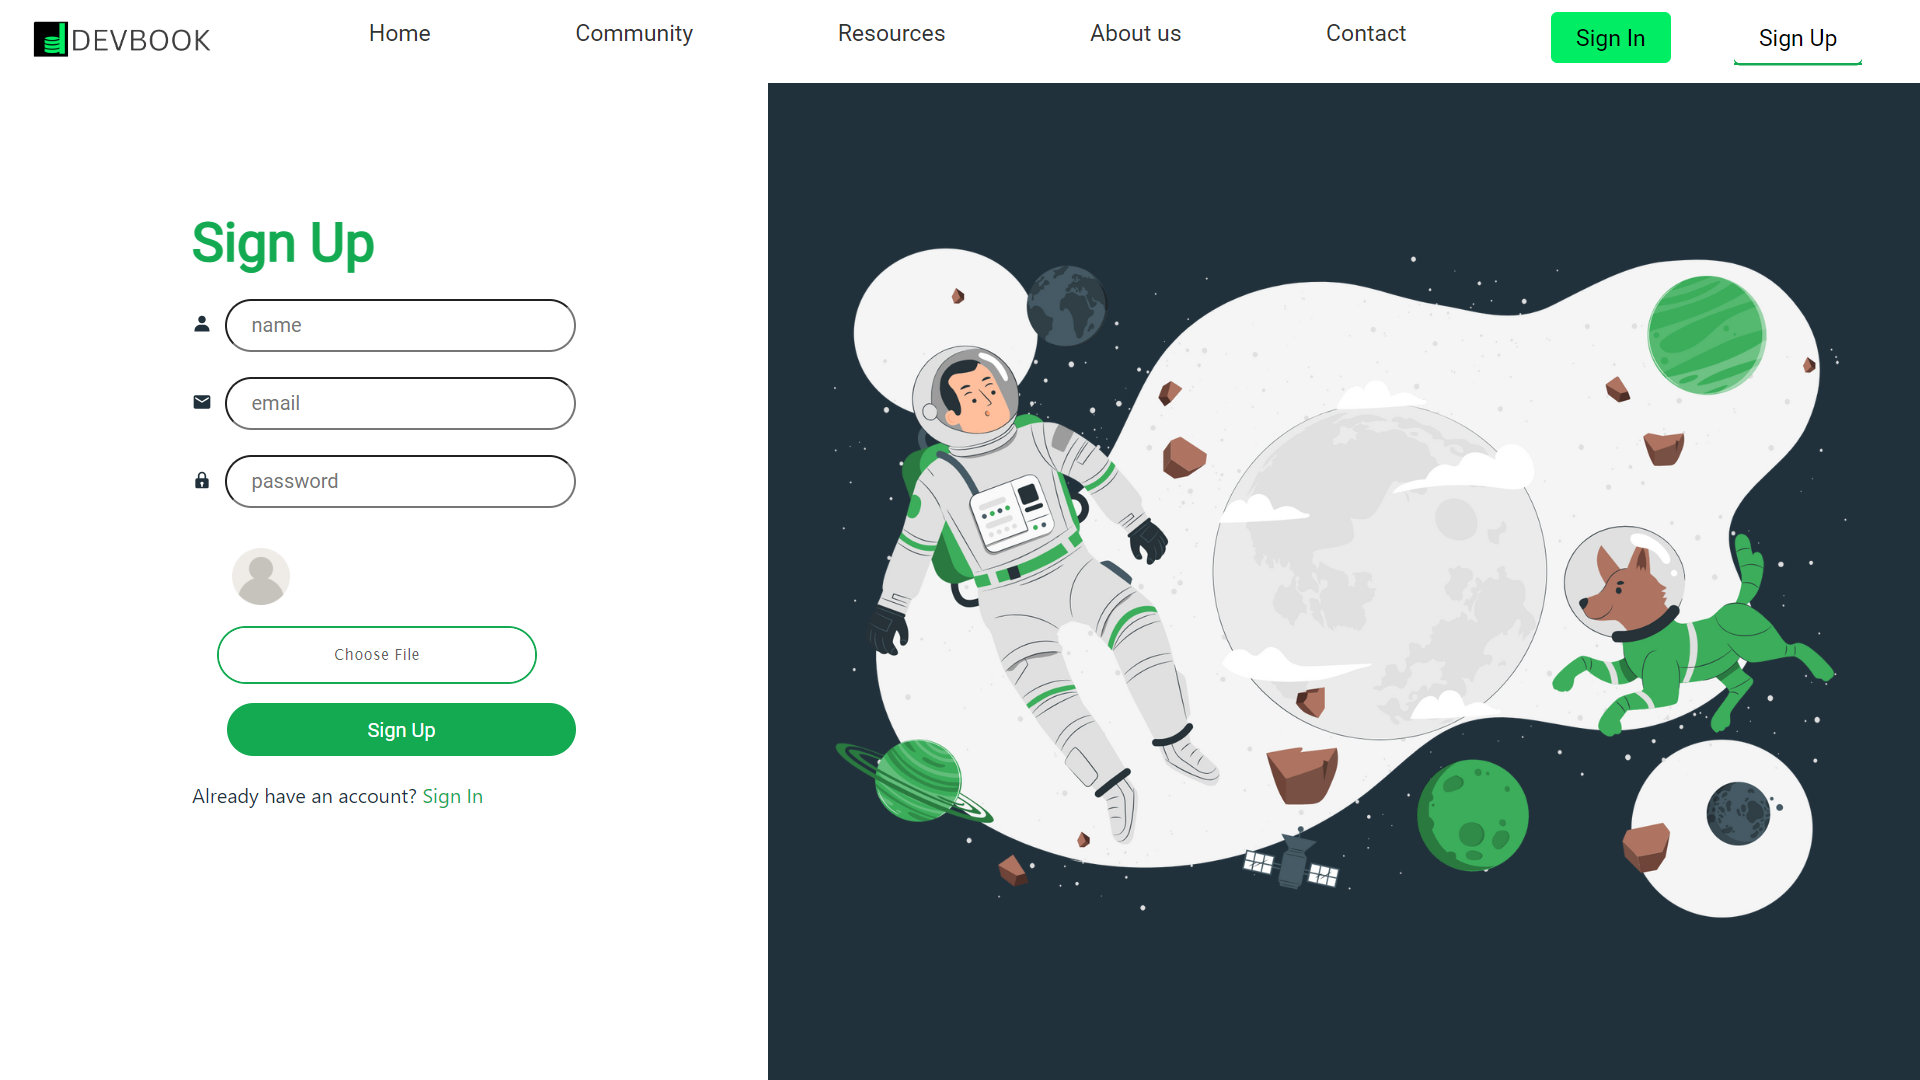 DEVBOOK
Home
Community
Resources
About us
Contact
Sign In
Sign Up
Sign Up
name
email
password
Choose File
Sign Up
Already have an account? Sign In